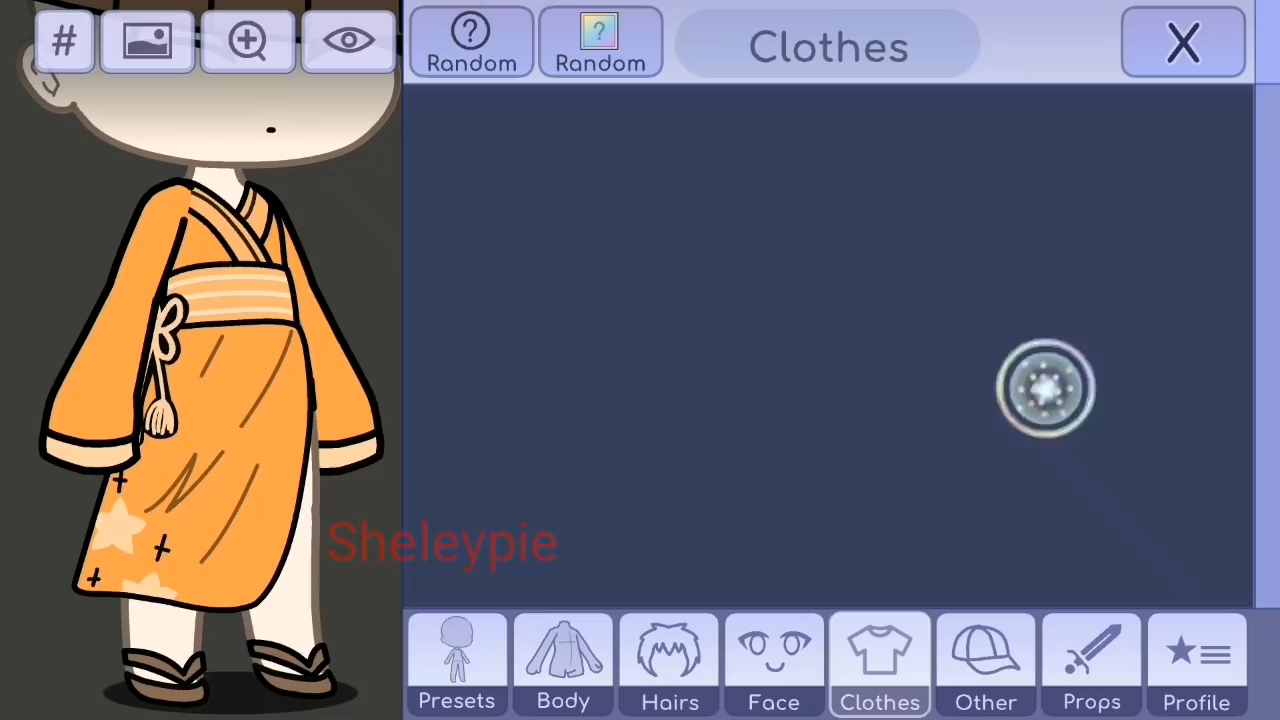 #
? Random
? Random
Clothes
X
Sheleypie
Presets
Body
Hairs
Face
Clothes
Other
Props
Profile